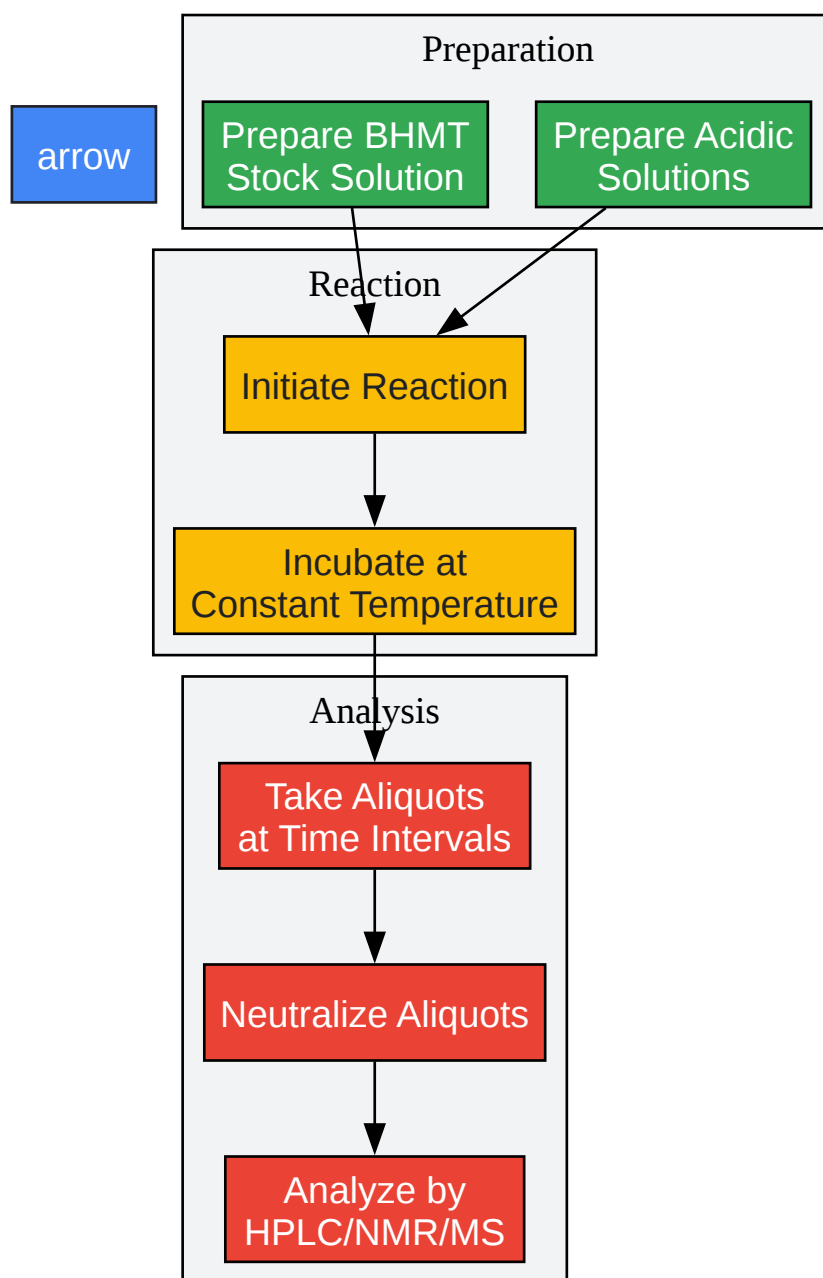 Preparation
arrow
Prepare BHMT
Stock Solution
Prepare Acidic
Solutions
Reaction
Initiate Reaction
Incubate at
Constant Temperature
Analysis
Take Aliquots
at Time Intervals
Neutralize Aliquots
Analyze by
HPLC/NMR/MS